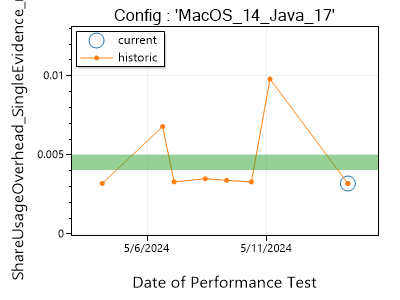 Config : 'MacOS_14_Java_17'
current
historic
0.01
0.005
0
5/6/2024
5/11/2024
Date of Performance Test
ShareUsageOverhead_SingleEvidence_